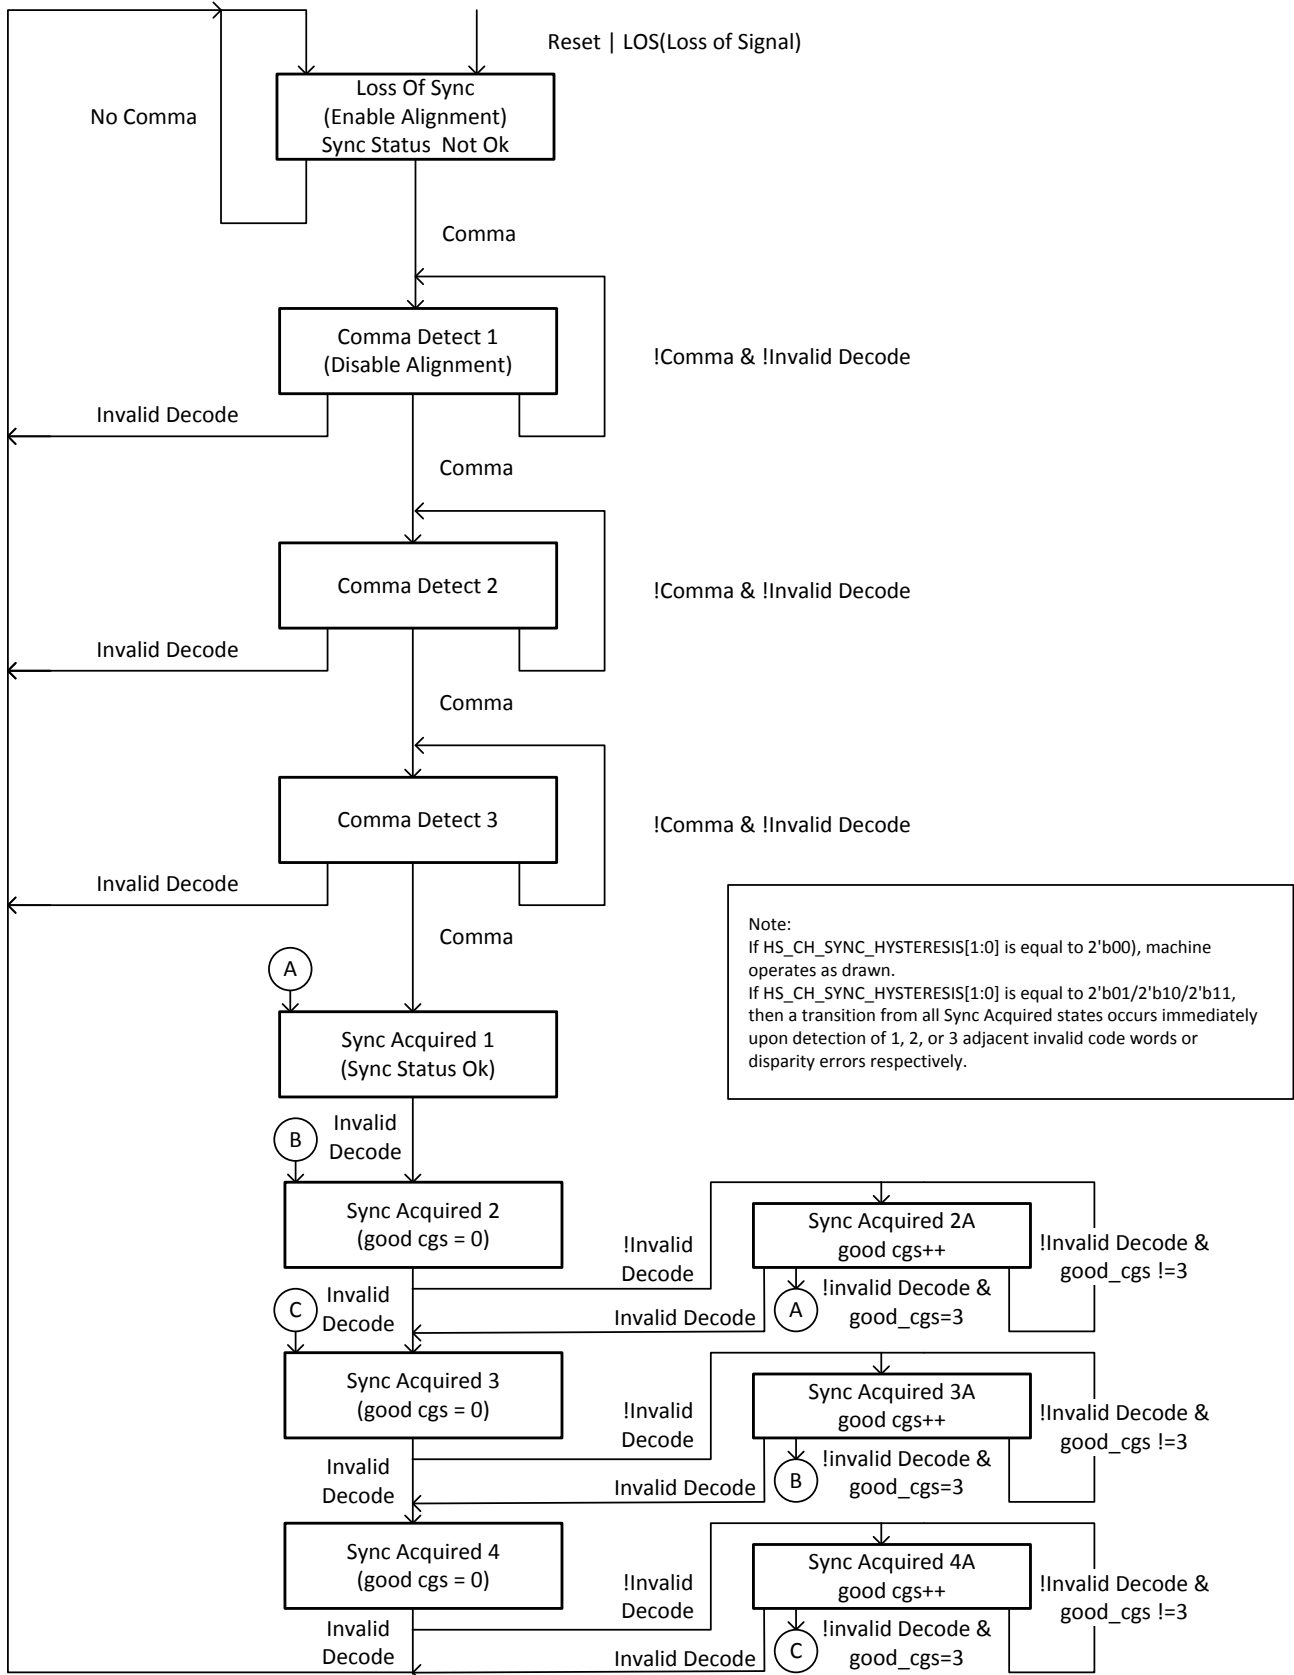 Reset | LOS(Loss of Signal)
Loss Of Sync
(Enable Alignment)
Sync Status  Not Ok
No Comma
Comma
Comma Detect 1
(Disable Alignment)
!Comma & !Invalid Decode
Invalid Decode
Comma
Comma Detect 2
!Comma & !Invalid Decode
Invalid Decode
Comma
Comma Detect 3
!Comma & !Invalid Decode
Invalid Decode
Comma
Note:
If HS_CH_SYNC_HYSTERESIS[1:0] is equal to 2'b00), machine
operates as drawn.
If HS_CH_SYNC_HYSTERESIS[1:0] is equal to 2'b01/2'b10/2'b11,
then a transition from all Sync Acquired states occurs immediately
upon detection of 1, 2, or 3 adjacent invalid code words or
disparity errors respectively.
A
Sync Acquired 1
(Sync Status Ok)
Invalid
Decode
B
Sync Acquired 2
(good cgs = 0)
!Invalid
Decode
Sync Acquired 2A
good cgs++
!Invalid Decode &
good_cgs !=3
A
!invalid Decode &
good_cgs=3
Invalid Decode
Invalid
Decode
C
Sync Acquired 3
(good cgs = 0)
!Invalid
Decode
Sync Acquired 3A
good cgs++
!Invalid Decode &
good_cgs !=3
B
!invalid Decode &
good_cgs=3
Invalid Decode
Invalid
Decode
Sync Acquired 4
(good cgs = 0)
!Invalid
Decode
Sync Acquired 4A
good cgs++
!Invalid Decode &
good_cgs !=3
C
!invalid Decode &
good_cgs=3
Invalid Decode
Invalid
Decode